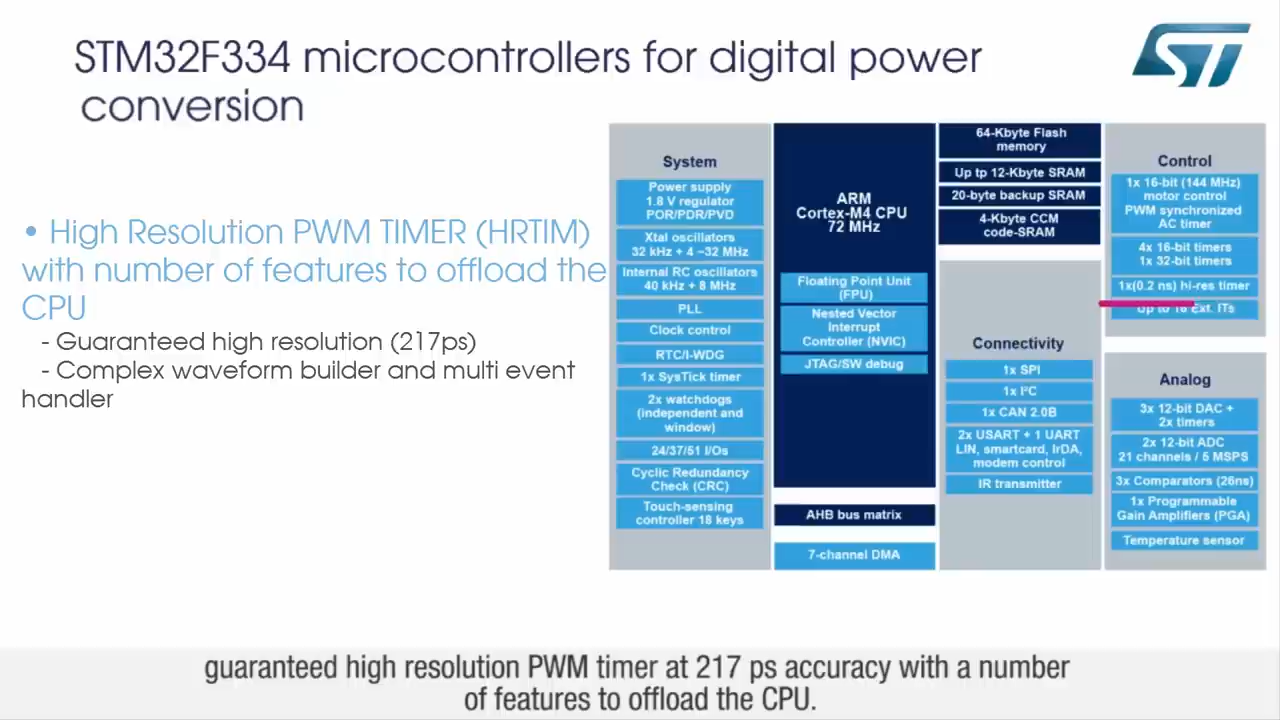 STM32F334 microcontrollers for digital power
conversion
ST
• High Resolution PWM TIMER (HRTIM)
with number of features to offload the
CPU
- Guaranteed high resolution (217ps)
- Complex waveform builder and multi event
handler
System
Power supply
1.8 V regulator
POR/PDR/PVD
Xtal oscillators
32 kHz + 4 ~32 MHz
Internal RC oscillators
40 kHz + 8 MHz
PLL
Clock control
RTC/I-WDG
1x SysTick timer
2x watchdogs
(independent and
window)
24/37/51 I/Os
Cyclic Redundancy
Check (CRC)
Touch-sensing
controller 18 keys
ARM
Cortex-M4 CPU
72 MHz
Floating Point Unit
(FPU)
Nested Vector
Interrupt
Controller (NVIC)
JTAG/SW debug
AHB bus matrix
7-channel DMA
64-Kbyte Flash
memory
Up tp 12-Kbyte SRAM
20-byte backup SRAM
4-Kbyte CCM
code-SRAM
Connectivity
1x SPI
1x I²C
1x CAN 2.0B
2x USART + 1 UART
LIN, smartcard, IrDA,
modem control
IR transmitter
Control
1x 16-bit (144 MHz)
motor control
PWM synchronized
AC timer
4x 16-bit timers
1x 32-bit timers
1x(0.2 ns) hi-res timer
Up to 16 Ext. ITs
Analog
3x 12-bit DAC +
2x timers
2x 12-bit ADC
21 channels / 5 MSPS
3x Comparators (26ns)
1x Programmable
Gain Amplifiers (PGA)
Temperature sensor
guaranteed high resolution PWM timer at 217 ps accuracy with a number
of features to offload the CPU.